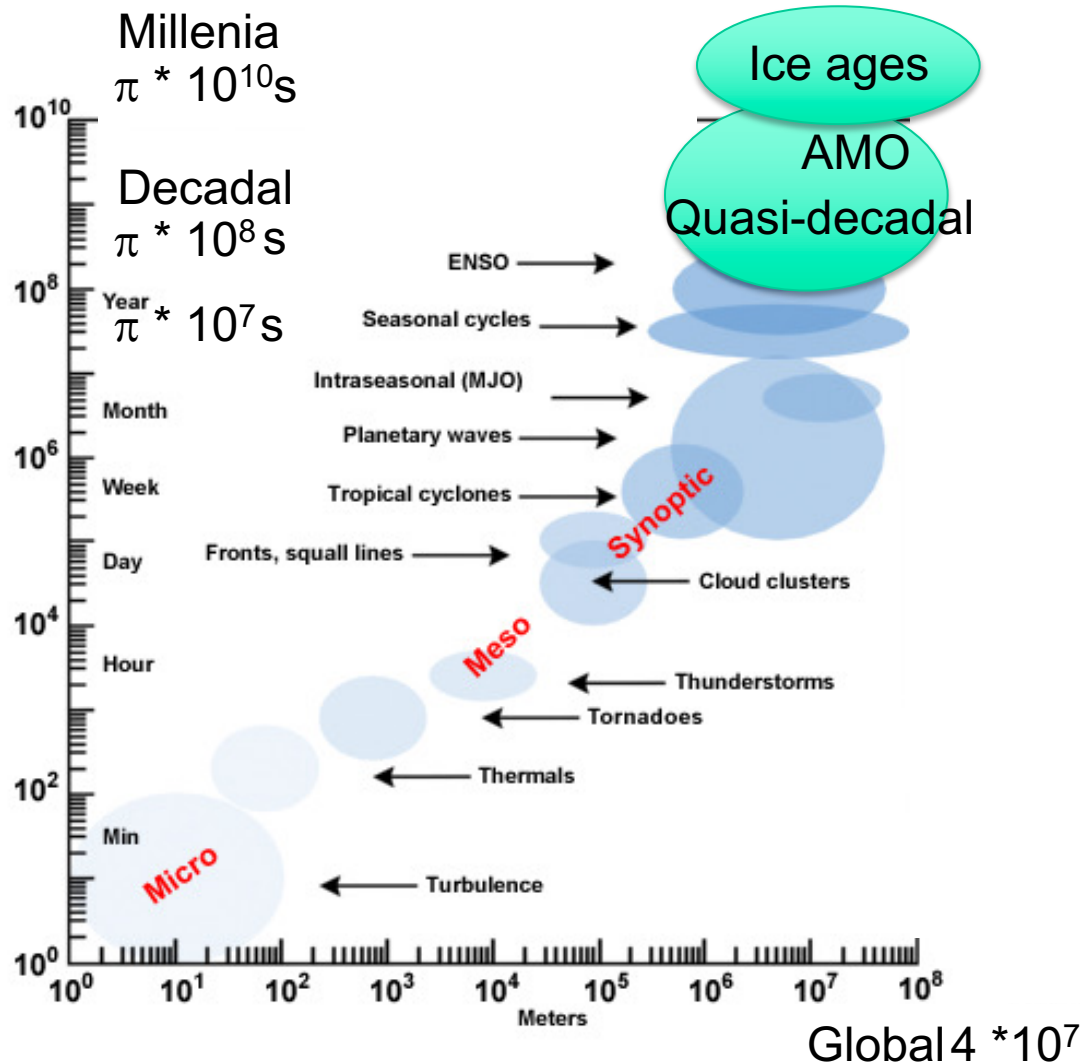 Millenia
π * 10¹⁰s
Ice ages
10¹⁰
AMO
Decadal
Quasi-decadal
π * 10⁸ s
ENSO
10⁸
Year
π * 10⁷ s
Seasonal cycles
Intraseasonal (MJO)
Month
Planetary waves
10⁶
Week
Tropical cyclones
Synoptic
Fronts, squall lines
Day
Cloud clusters
10⁴
Meso
Hour
Thunderstorms
Tornadoes
Thermals
10²
Min
Micro
Turbulence
10⁰
10⁰ 10¹ 10² 10³ 10⁴ 10⁵ 10⁶ 10⁷ 10⁸
Meters
Global 4 *10⁷